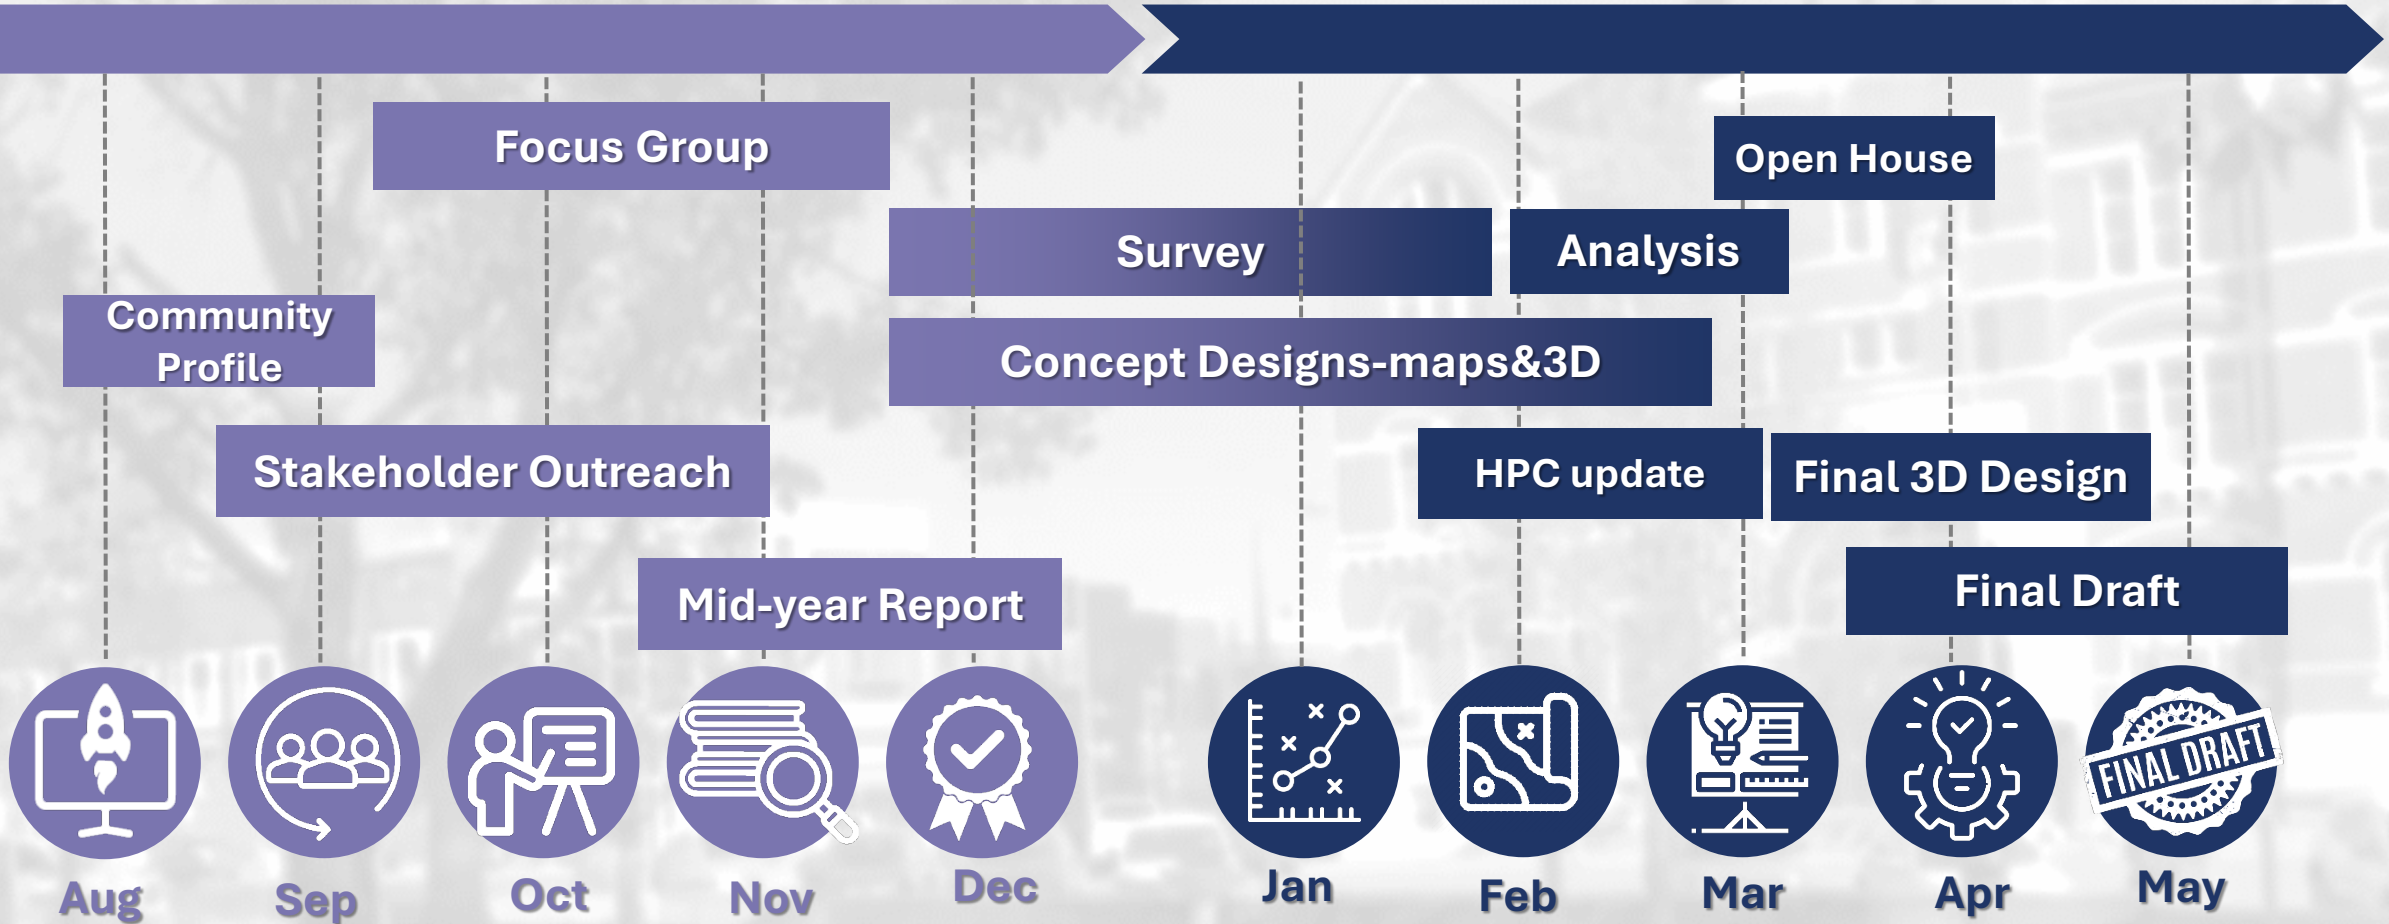 Focus Group
Open House
Survey
Analysis
Community
Profile
Concept Designs-maps&3D
Stakeholder Outreach
HPC update
Final 3D Design
Mid-year Report
Final Draft
FINAL DRAFT
Aug
Sep
Oct
Nov
Dec
Jan
Feb
Mar
Apr
May